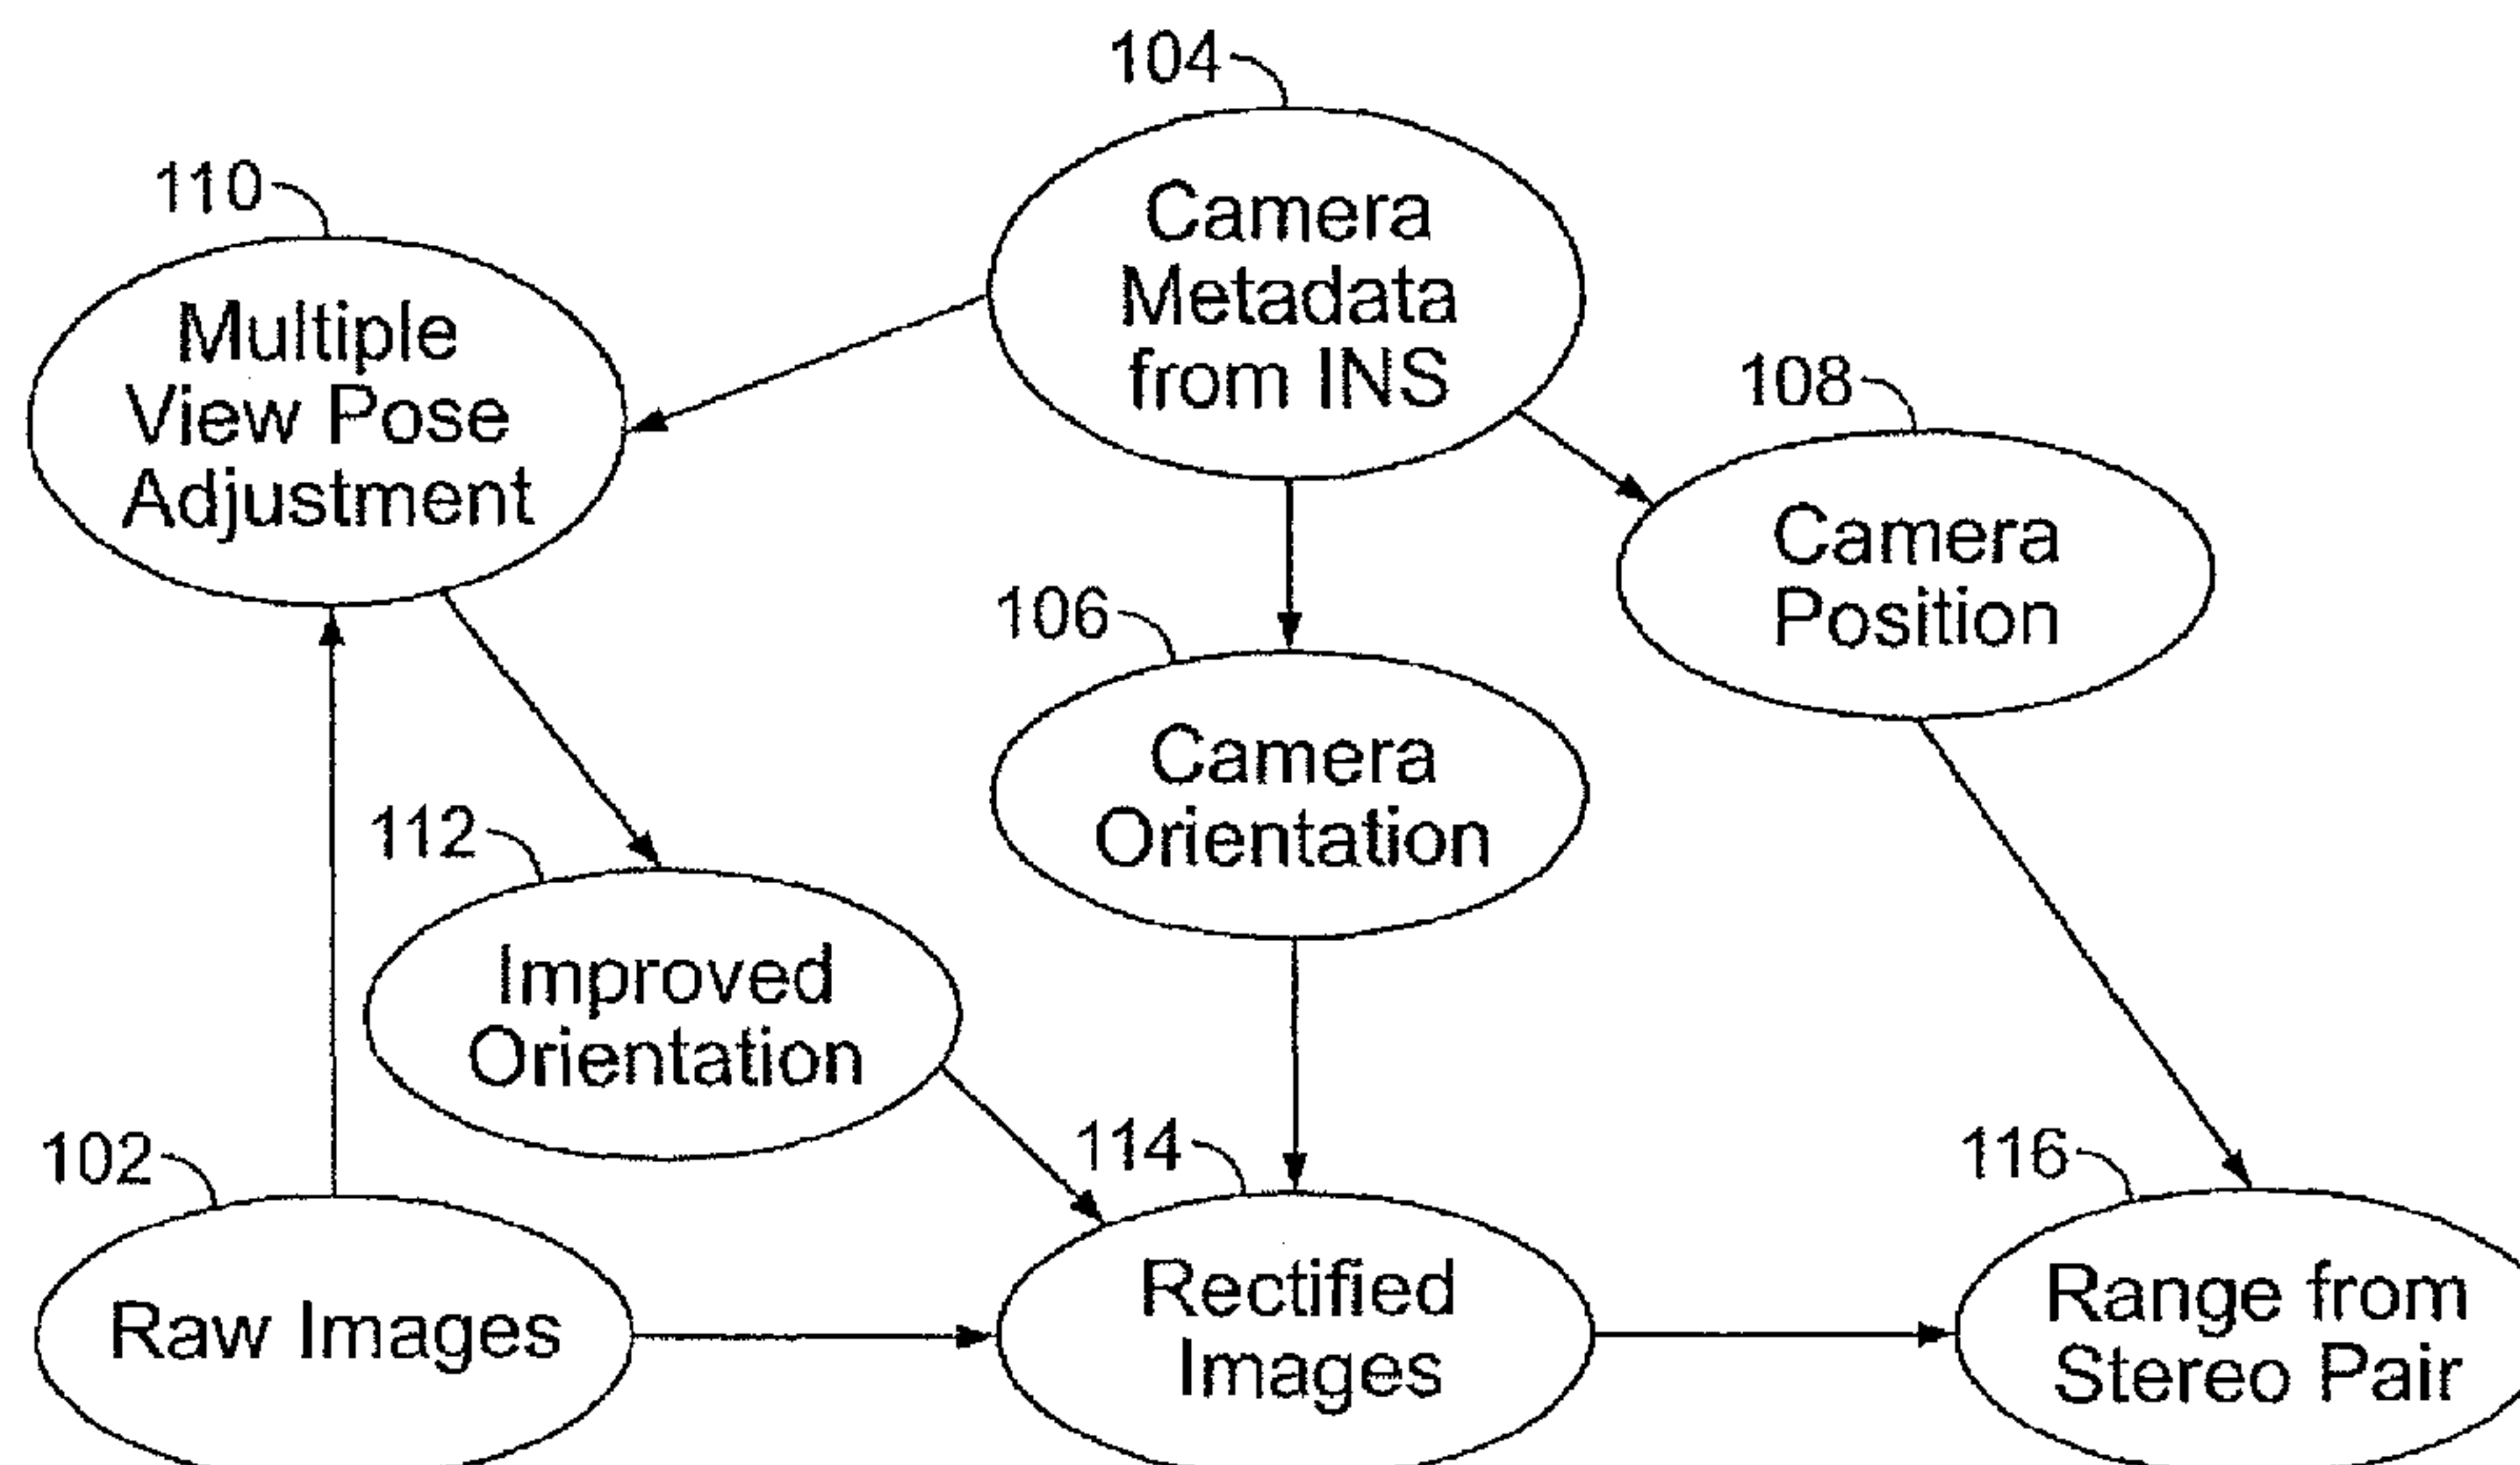 104
Camera
Metadata
from INS
110
Multiple
View Pose
Adjustment
108
Camera
Position
106
Camera
Orientation
112
Improved
Orientation
102
Raw Images
114
Rectified
Images
116
Range from
Stereo Pair